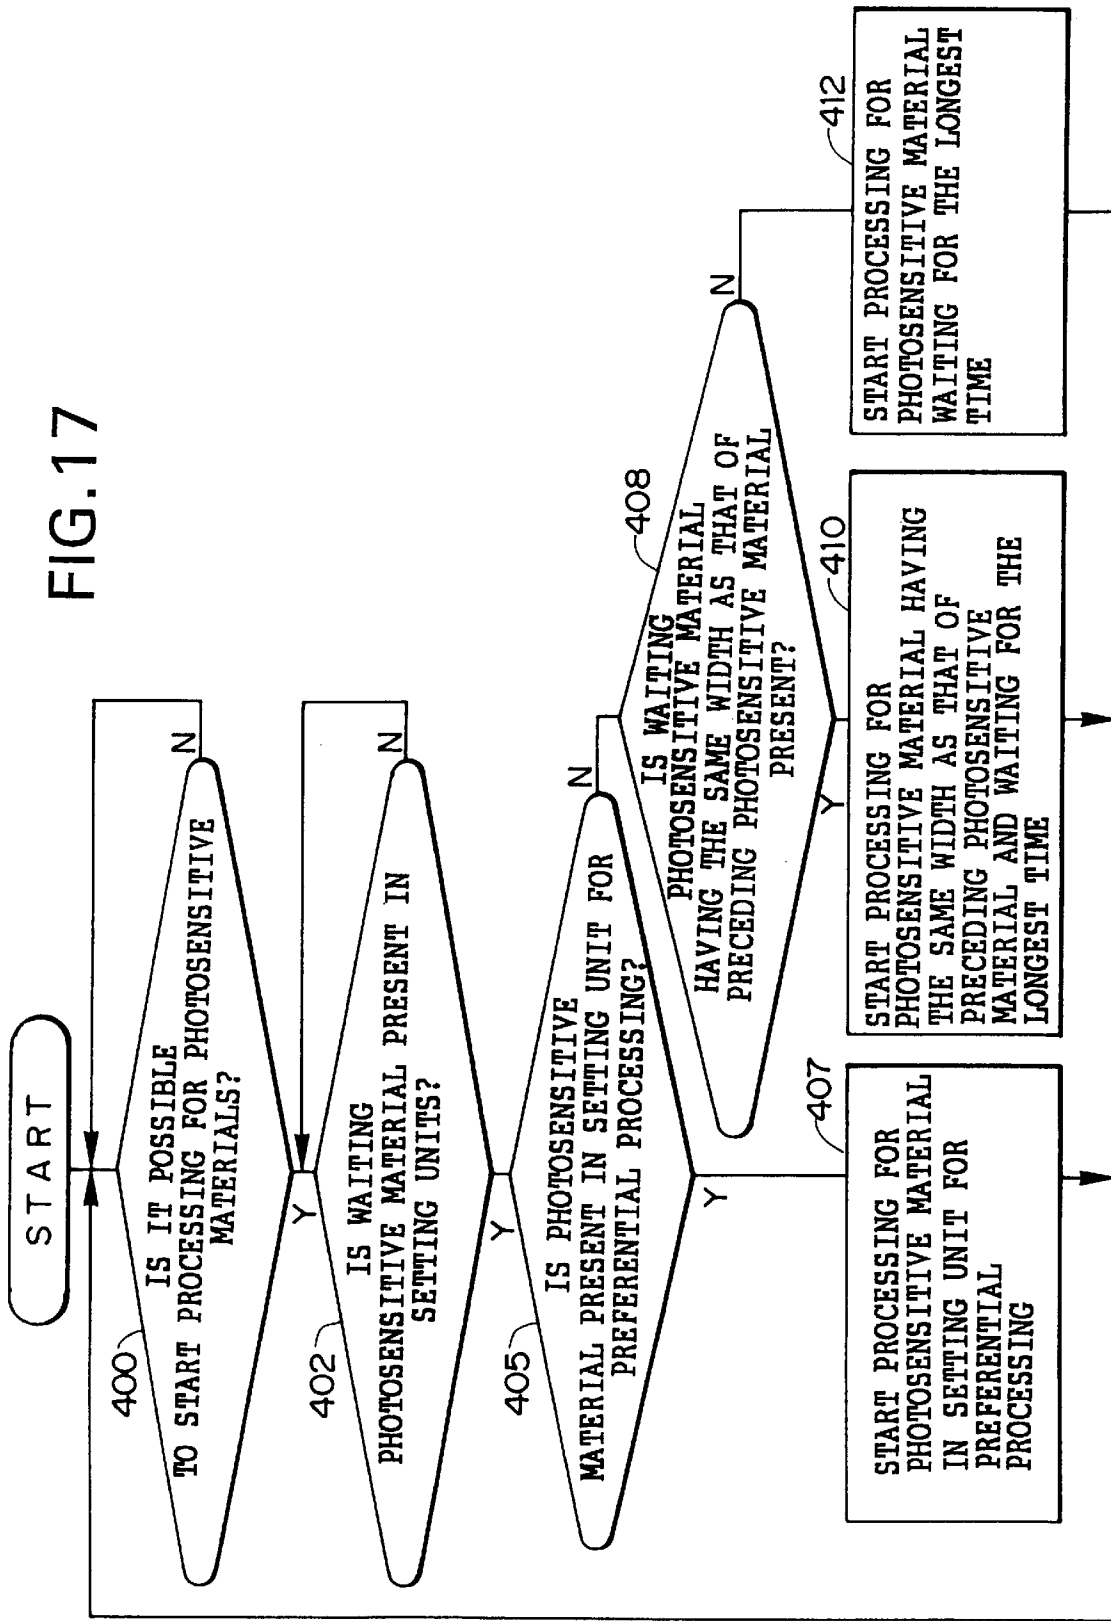 FIG.17
START
400
IS IT POSSIBLE
TO START PROCESSING FOR PHOTOSENSITIVE
MATERIALS?
N
Y
402
IS WAITING
PHOTOSENSITIVE MATERIAL PRESENT IN
SETTING UNITS?
N
Y
405
IS PHOTOSENSITIVE
MATERIAL PRESENT IN SETTING UNIT FOR
PREFERENTIAL PROCESSING?
N
Y
408
IS WAITING
PHOTOSENSITIVE MATERIAL
HAVING THE SAME WIDTH AS THAT OF
PRECEDING PHOTOSENSITIVE MATERIAL
PRESENT?
N
Y
407
START PROCESSING FOR
PHOTOSENSITIVE MATERIAL
IN SETTING UNIT FOR
PREFERENTIAL
PROCESSING
410
START PROCESSING FOR
PHOTOSENSITIVE MATERIAL HAVING
THE SAME WIDTH AS THAT OF
PRECEDING PHOTOSENSITIVE
MATERIAL AND WAITING FOR THE
LONGEST TIME
412
START PROCESSING FOR
PHOTOSENSITIVE MATERIAL
WAITING FOR THE LONGEST
TIME